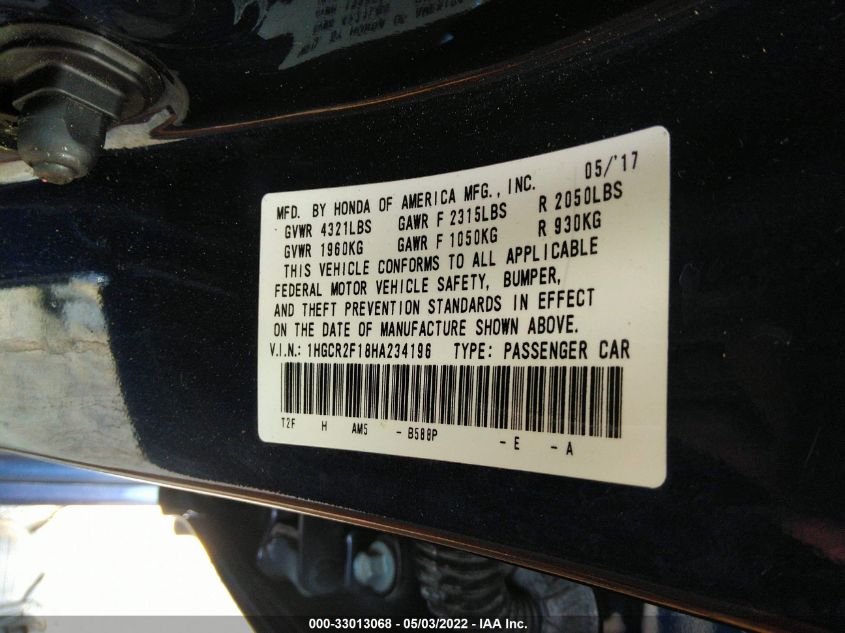 05/'17
MFD. BY HONDA OF AMERICA MFG., INC.
GVWR 4321LBS GAWR F 2315LBS R 2050LBS
GVWR 1960KG GAWR F 1050KG R 930KG
THIS VEHICLE CONFORMS TO ALL APPLICABLE
FEDERAL MOTOR VEHICLE SAFETY, BUMPER,
AND THEFT PREVENTION STANDARDS IN EFFECT
ON THE DATE OF MANUFACTURE SHOWN ABOVE.
V.I.N.: 1HGCR2F18HA234196 TYPE: PASSENGER CAR
T2F H AM5 - B588P - E - A
000-33013068 - 05/03/2022 - IAA Inc.